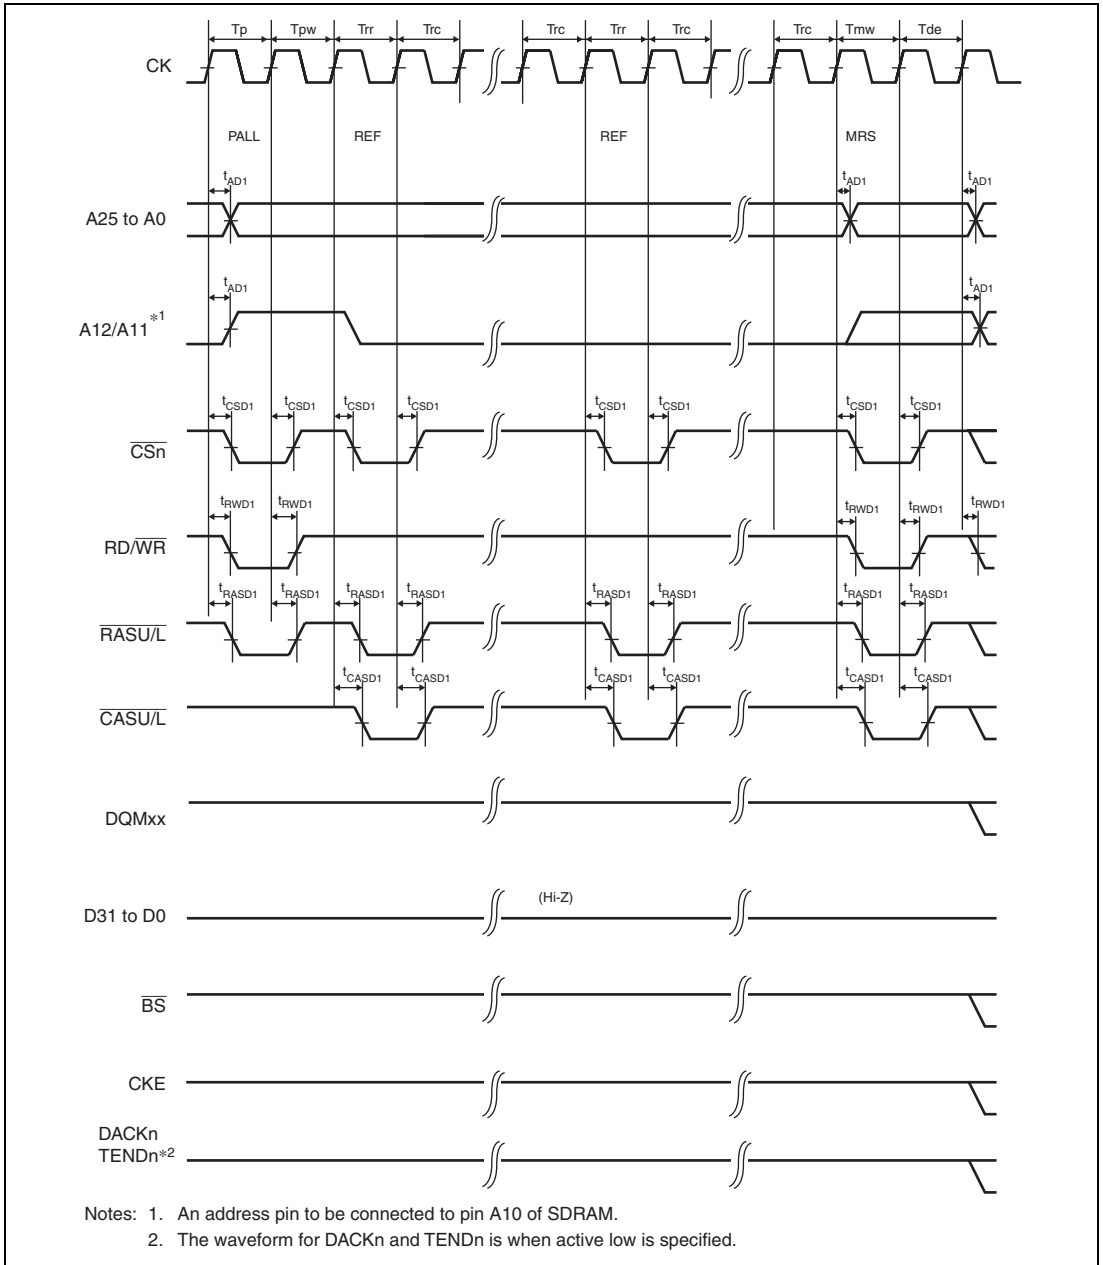 Tp Tpw Trr Trc Trc Trr Trc Trc Tmw Tde
CK
PALL REF REF MRS
tAD1 tAD1 tAD1
A25 to A0
tAD1 tAD1
A12/A11*1
tCSD1 tCSD1 tCSD1 tCSD1 tCSD1 tCSD1 tCSD1 tCSD1
CSn
tRWD1 tRWD1 tRWD1 tRWD1 tRWD1
RD/WR
tRASD1 tRASD1 tRASD1 tRASD1 tRASD1 tRASD1 tRASD1 tRASD1
RASU/L
tCASD1 tCASD1 tCASD1 tCASD1 tCASD1 tCASD1
CASU/L
DQMxx
(Hi-Z)
D31 to D0
BS
CKE
DACKn
TENDn*2
Notes: 1. An address pin to be connected to pin A10 of SDRAM.
2. The waveform for DACKn and TENDn is when active low is specified.